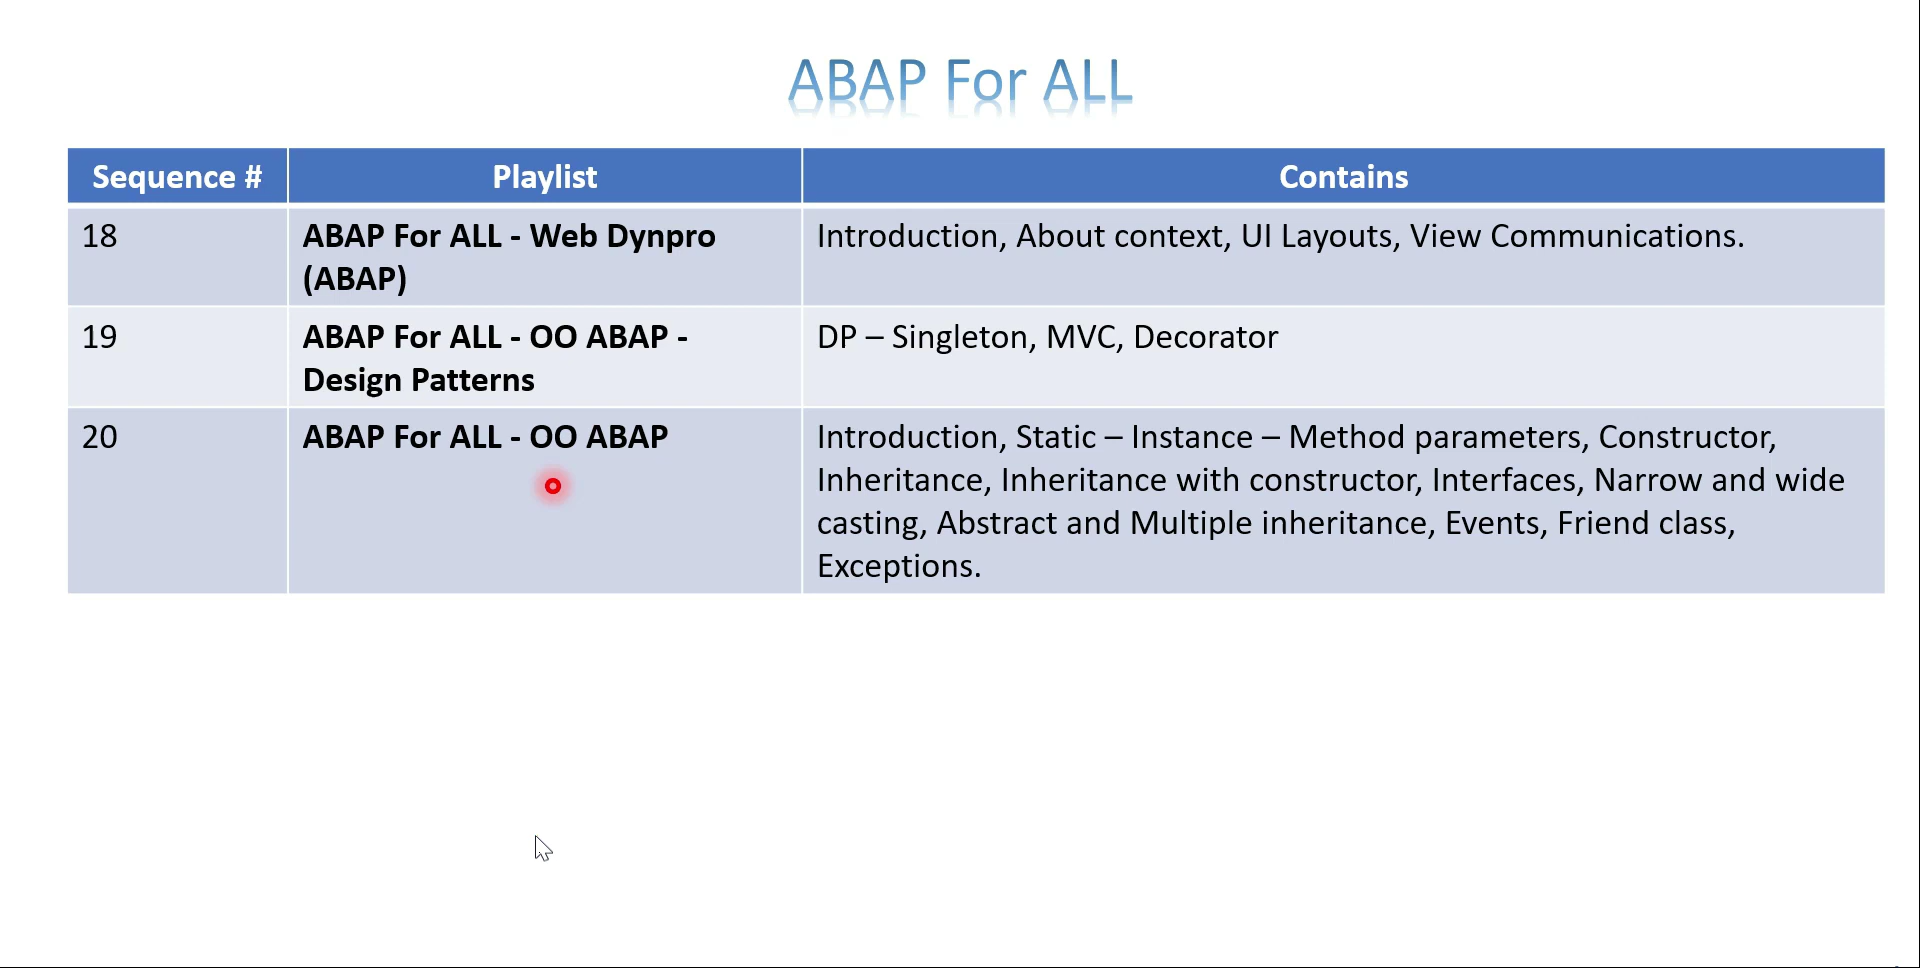 ABAP For ALL
Sequence #
Playlist
Contains
18
ABAP For ALL - Web Dynpro
(ABAP)
Introduction, About context, UI Layouts, View Communications.
19
ABAP For ALL - OO ABAP -
Design Patterns
DP – Singleton, MVC, Decorator
20
ABAP For ALL - OO ABAP
Introduction, Static – Instance – Method parameters, Constructor,
Inheritance, Inheritance with constructor, Interfaces, Narrow and wide
casting, Abstract and Multiple inheritance, Events, Friend class,
Exceptions.